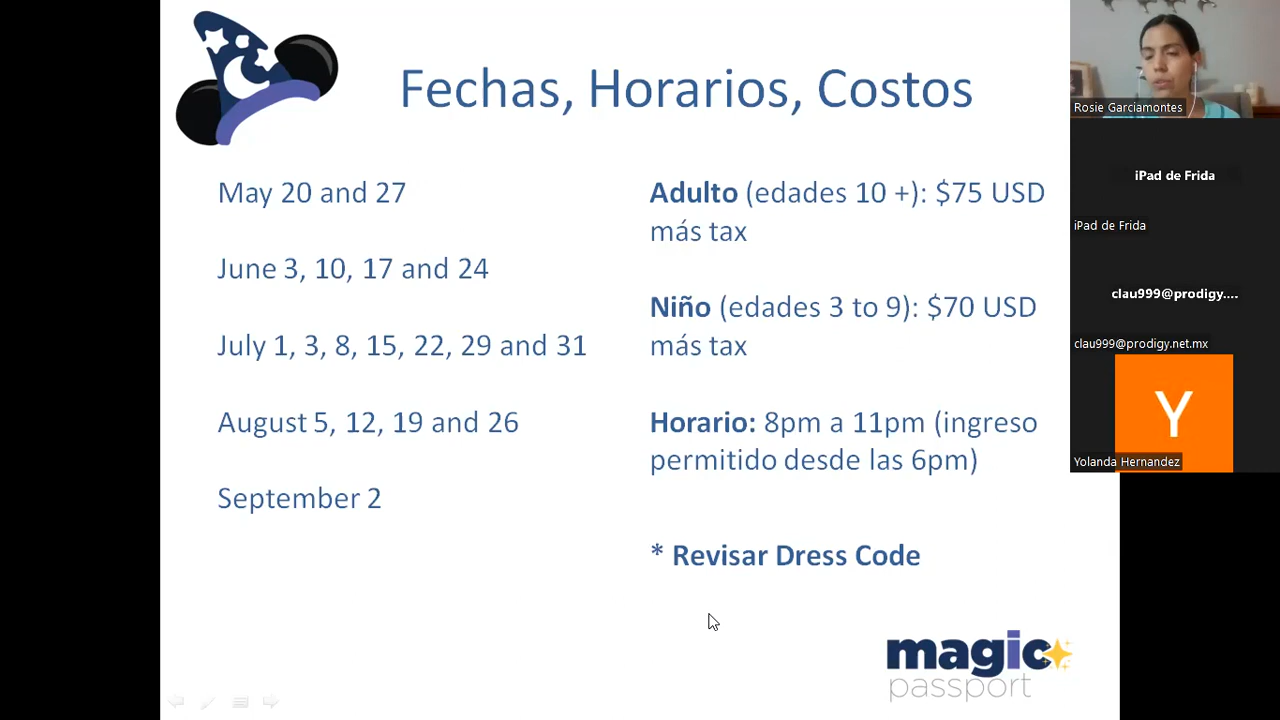 Fechas, Horarios, Costos
May 20 and 27
June 3, 10, 17 and 24
July 1, 3, 8, 15, 22, 29 and 31
August 5, 12, 19 and 26
September 2
Adulto (edades 10 +): $75 USD
más tax
Niño (edades 3 to 9): $70 USD
más tax
Horario: 8pm a 11pm (ingreso
permitido desde las 6pm)
* Revisar Dress Code
magic
passport
Rosie Garciamontes
iPad de Frida
iPad de Frida
clau999@prodigy....
clau999@prodigy.net.mx
Y
Yolanda Hernandez